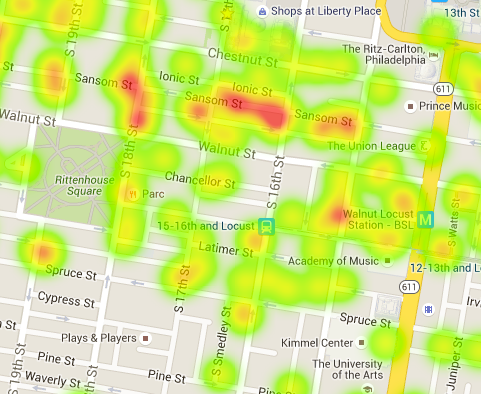 S 19th St
S 17th St
Shops at Liberty Place
13th St
Chestnut St
The Ritz-Carlton,
Philadelphia
Ionic St
Ionic St
Sansom St
Sansom St
Sansom St
611
Prince Music
Walnut St
Walnut St
The Union League
S 18th St
S 16th St
Rittenhouse
Square
Chancellor St
Parc
Walnut Locust
Station - BSL
M
S Watts St
15-16th and Locust
Latimer St
Academy of Music
12-13th and Lo
Spruce St
611
S 17th St
Cypress St
S Smedley St
Spruce St
Plays & Players
Kimmel Center
Pine St
The University
of the Arts
Juniper St
S 19th St
Waverly St
Pine St
Pine St